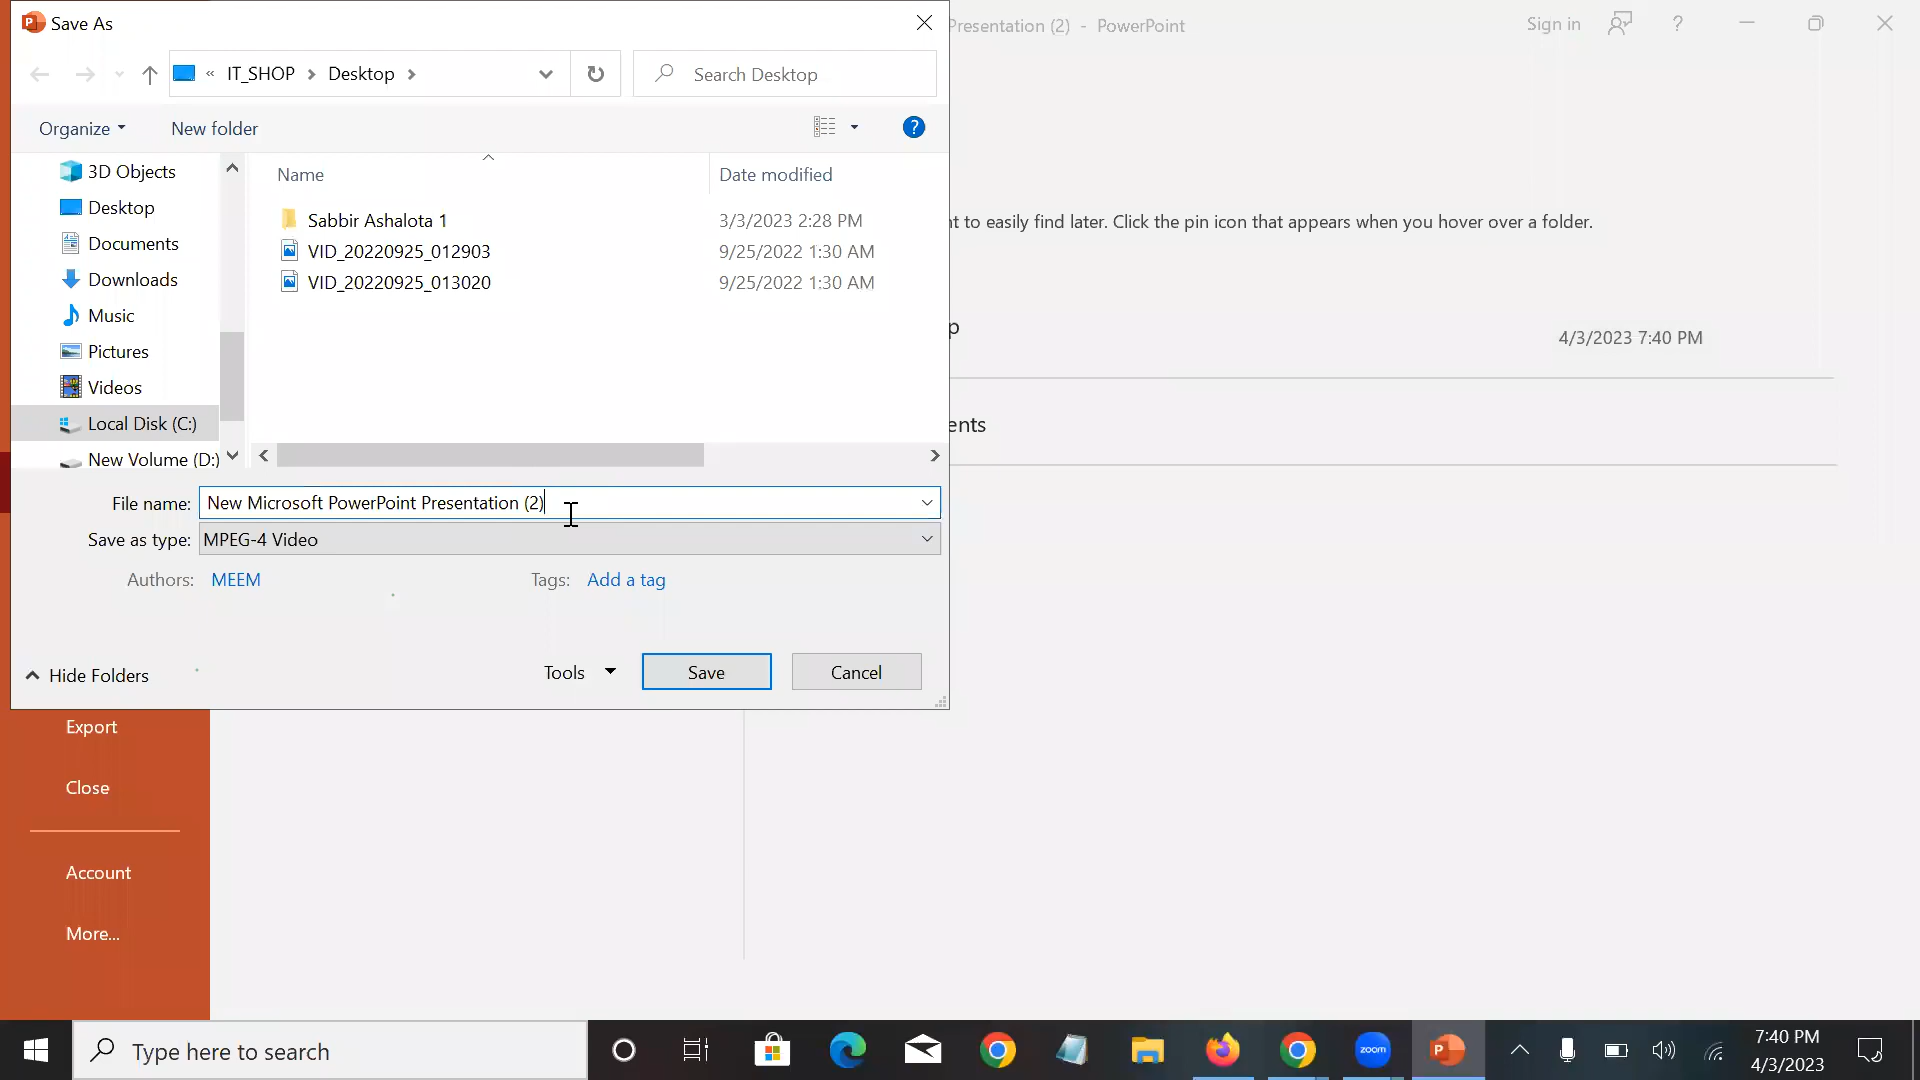 Save As
Presentation (2) - PowerPoint
Sign in
?
« IT_SHOP > Desktop >
Search Desktop
Organize
New folder
?
3D Objects
Desktop
Documents
Downloads
Music
Pictures
Videos
Local Disk (C:)
New Volume (D:)
Name
Date modified
Sabbir Ashalota 1
3/3/2023 2:28 PM
VID_20220925_012903
9/25/2022 1:30 AM
VID_20220925_013020
9/25/2022 1:30 AM
nt to easily find later. Click the pin icon that appears when you hover over a folder.
p
4/3/2023 7:40 PM
ents
File name: New Microsoft PowerPoint Presentation (2)
Save as type: MPEG-4 Video
Authors: MEEM
Tags: Add a tag
Hide Folders
Tools
Save
Cancel
Export
Close
Account
More...
Type here to search
zoom
P
7:40 PM
4/3/2023